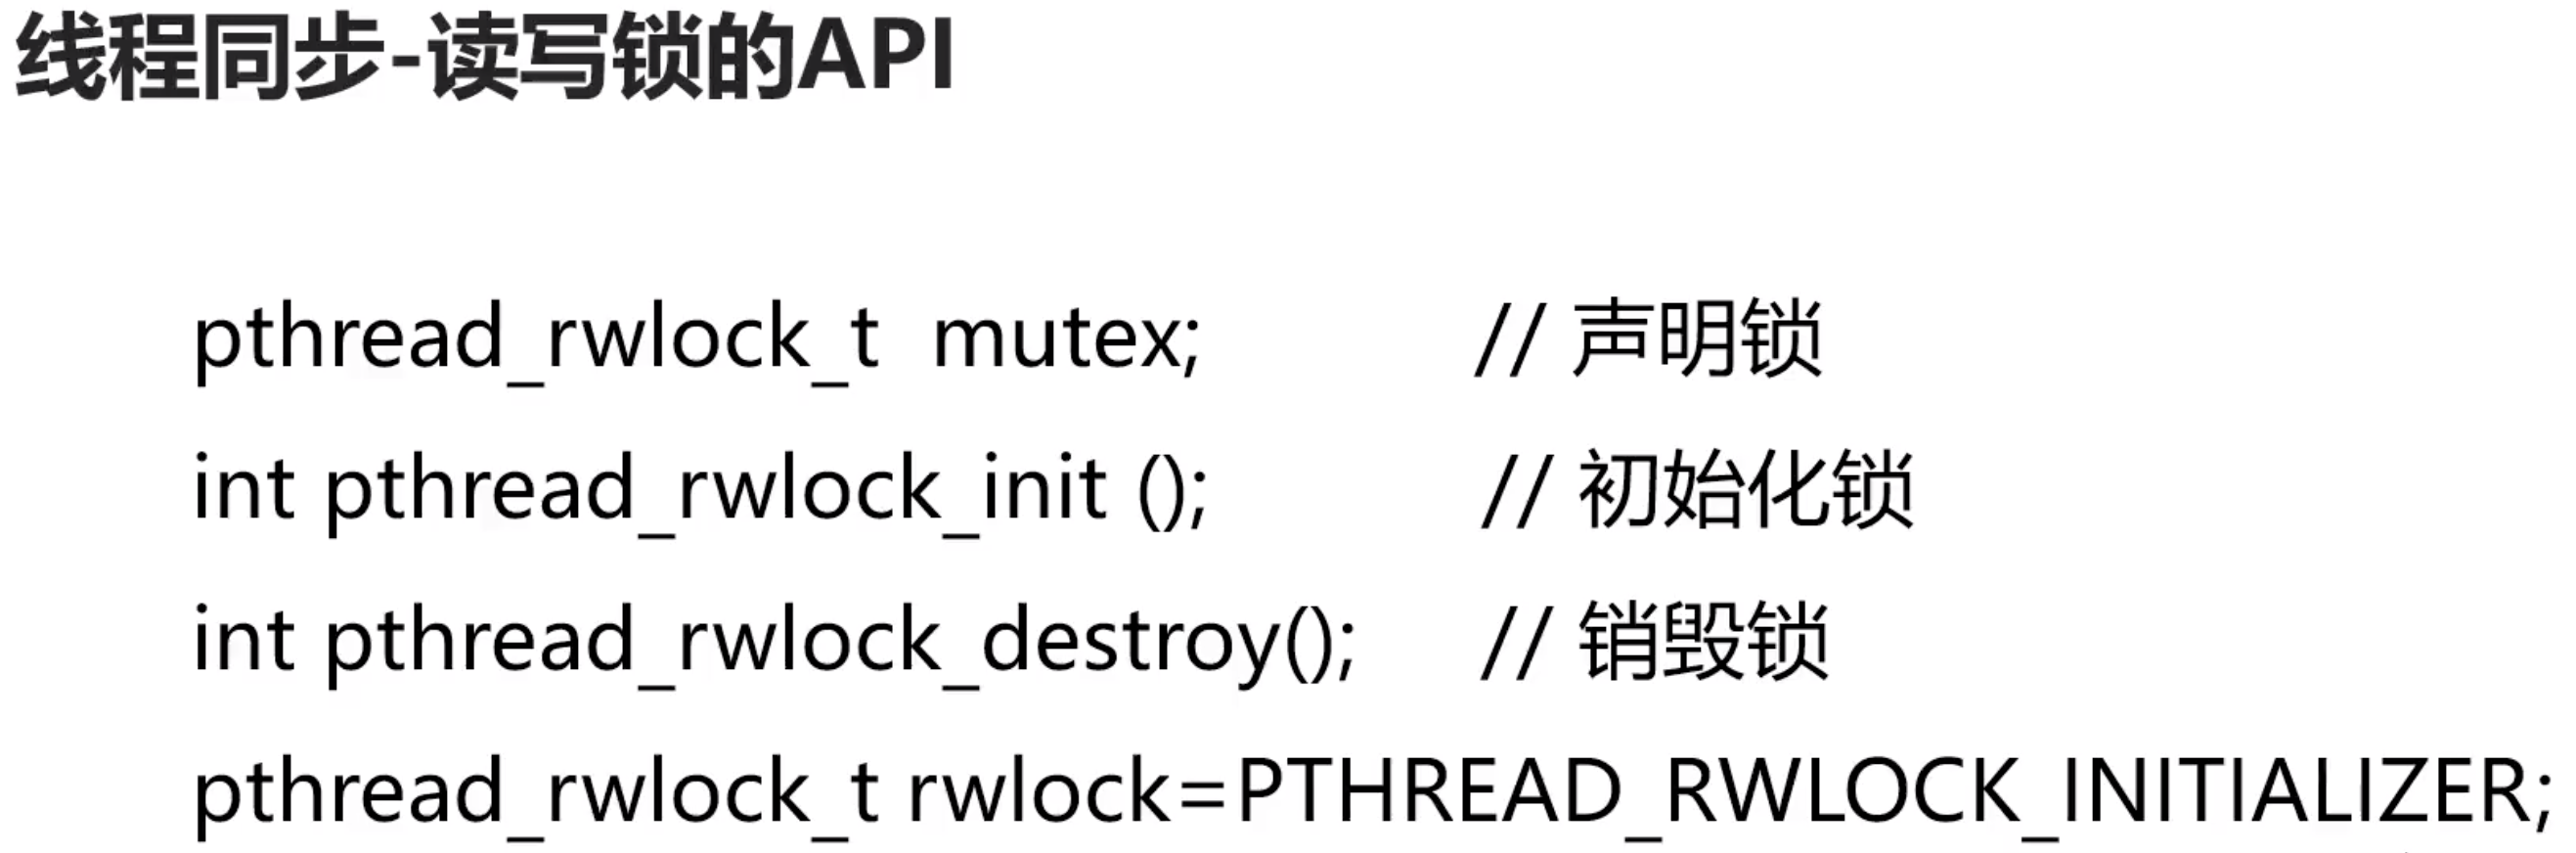 线程同步-读写锁的API
pthread_rwlock_t  mutex;    // 声明锁
int pthread_rwlock_init ();    // 初始化锁
int pthread_rwlock_destroy();    // 销毁锁
pthread_rwlock_t rwlock=PTHREAD_RWLOCK_INITIALIZER;